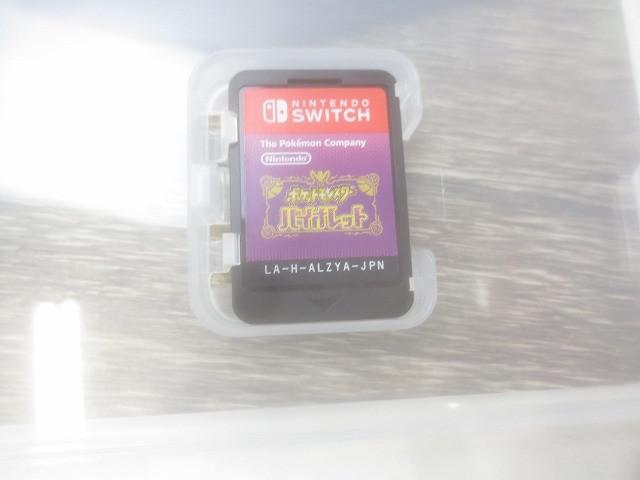 NINTENDO
SWITCH
The Pokémon Company
Nintendo
ポケットモンスター
バイオレット
LA-H-ALZYA-JPN